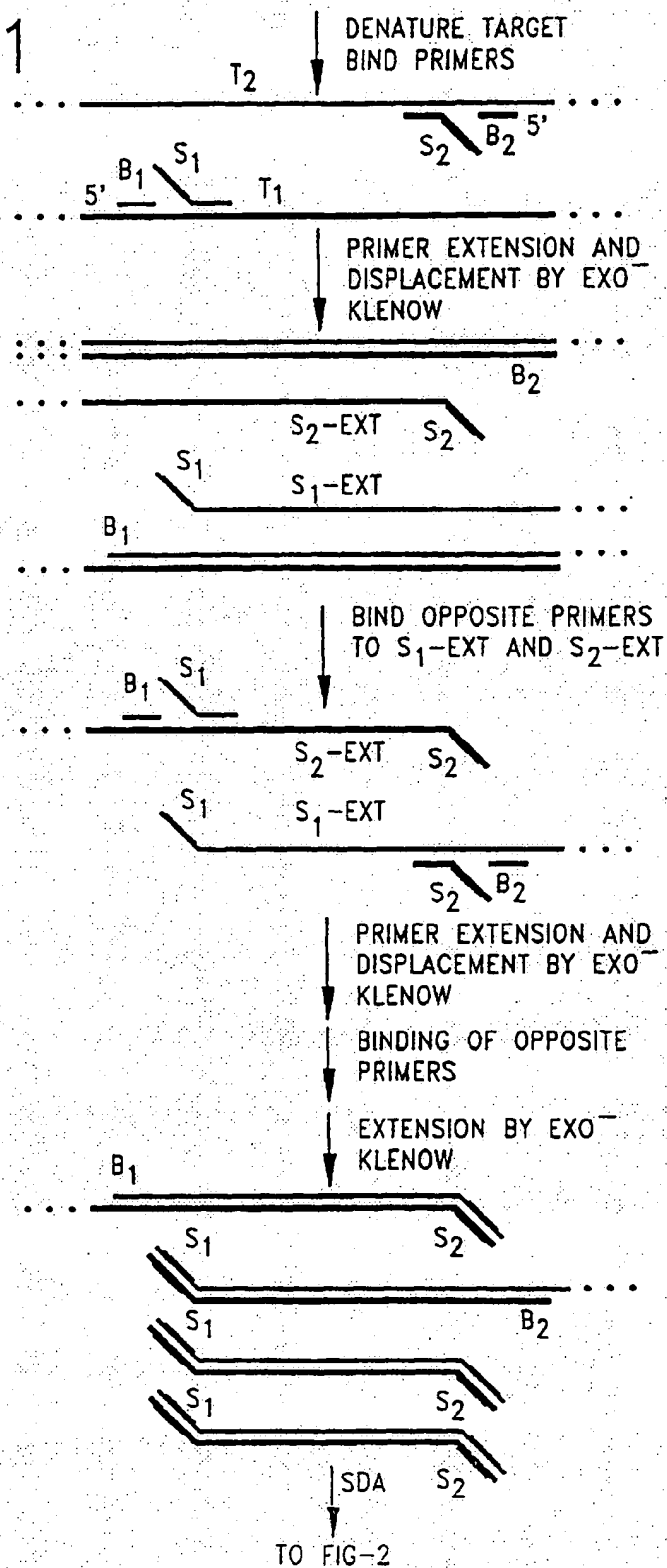 1
DENATURE TARGET
BIND PRIMERS
T2
S2 B2 5'
5' B1 S1 T1
PRIMER EXTENSION AND
DISPLACEMENT BY EXO⁻
KLENOW
B2
S2-EXT S2
S1 S1-EXT
B1
BIND OPPOSITE PRIMERS
TO S1-EXT AND S2-EXT
B1 S1
S2-EXT S2
S1 S1-EXT
S2 B2
PRIMER EXTENSION AND
DISPLACEMENT BY EXO⁻
KLENOW
BINDING OF OPPOSITE
PRIMERS
EXTENSION BY EXO⁻
KLENOW
B1
S1 S2
S1 B2
S1 S2
S2
SDA
TO FIG-2